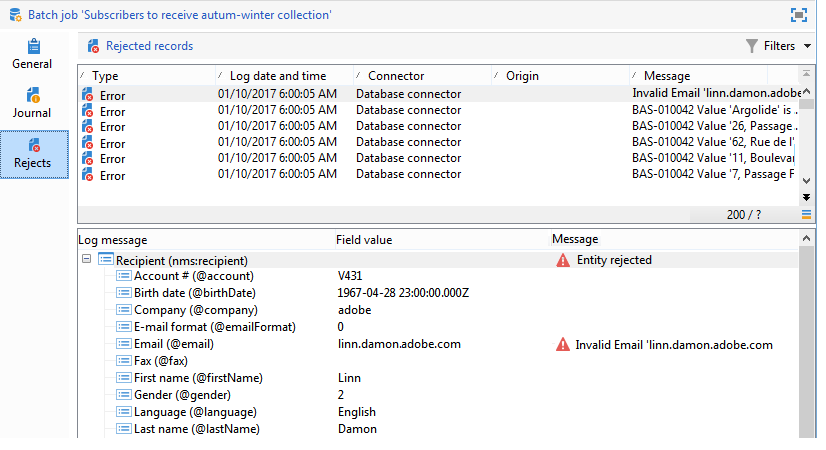 Batch job 'Subscribers to receive autum-winter collection'
General
Journal
Rejects
Rejected records
Filters
Type Log date and time Connector Origin Message
Error 01/10/2017 6:00:05 AM Database connector Invalid Email 'linn.damon.adobe
Error 01/10/2017 6:00:05 AM Database connector BAS-010042 Value 'Argolide' is ..
Error 01/10/2017 6:00:05 AM Database connector BAS-010042 Value '26, Passage ..
Error 01/10/2017 6:00:05 AM Database connector BAS-010042 Value '62, Rue de l'
Error 01/10/2017 6:00:05 AM Database connector BAS-010042 Value '11, Boulevar
Error 01/10/2017 6:00:05 AM Database connector BAS-010042 Value '7, Passage F
200 / ?
Log message Field value Message
Recipient (nms:recipient) Entity rejected
Account # (@account) V431
Birth date (@birthDate) 1967-04-28 23:00:00.000Z
Company (@company) adobe
E-mail format (@emailFormat) 0
Email (@email) linn.damon.adobe.com Invalid Email 'linn.damon.adobe.com
Fax (@fax)
First name (@firstName) Linn
Gender (@gender) 2
Language (@language) English
Last name (@lastName) Damon